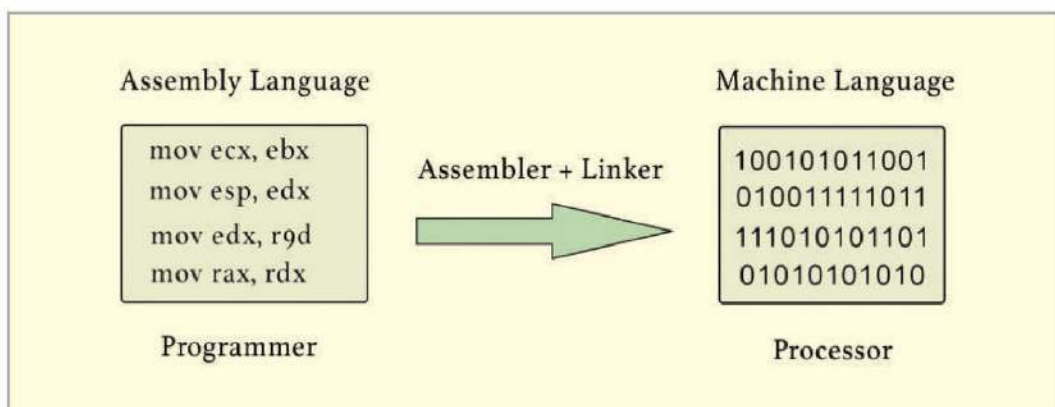 Assembly Language
mov ecx, ebx
mov esp, edx
mov edx, r9d
mov rax, rdx
Programmer
Assembler + Linker
Machine Language
100101011001
010011111011
111010101101
01010101010
Processor